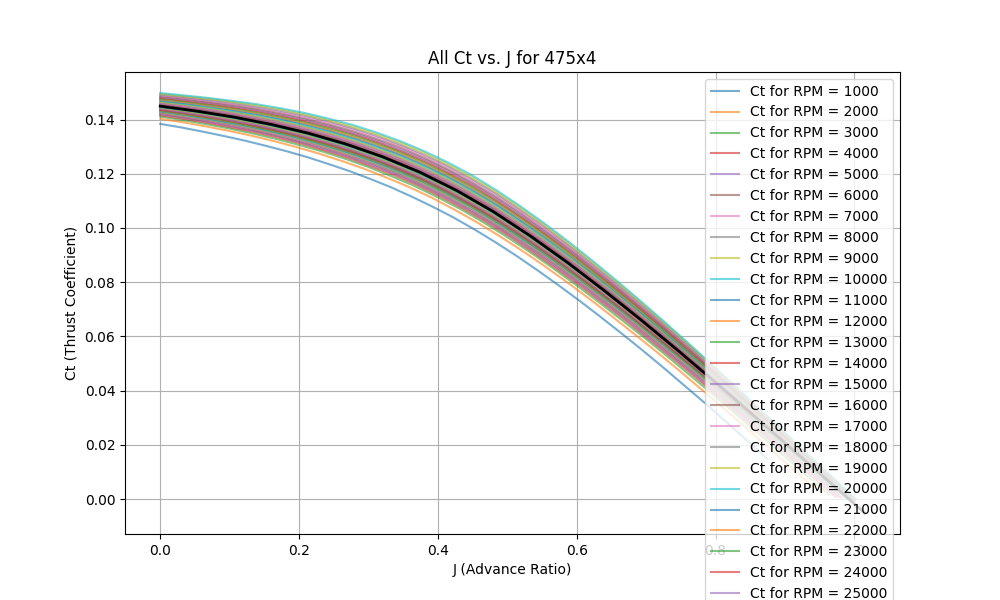 All Ct vs. J for 475x4
Ct (Thrust Coefficient)
0.14
0.12
0.10
0.08
0.06
0.04
0.02
0.00
0.0
0.2
0.4
0.6
0.8
J (Advance Ratio)
Ct for RPM = 1000
Ct for RPM = 2000
Ct for RPM = 3000
Ct for RPM = 4000
Ct for RPM = 5000
Ct for RPM = 6000
Ct for RPM = 7000
Ct for RPM = 8000
Ct for RPM = 9000
Ct for RPM = 10000
Ct for RPM = 11000
Ct for RPM = 12000
Ct for RPM = 13000
Ct for RPM = 14000
Ct for RPM = 15000
Ct for RPM = 16000
Ct for RPM = 17000
Ct for RPM = 18000
Ct for RPM = 19000
Ct for RPM = 20000
Ct for RPM = 21000
Ct for RPM = 22000
Ct for RPM = 23000
Ct for RPM = 24000
Ct for RPM = 25000